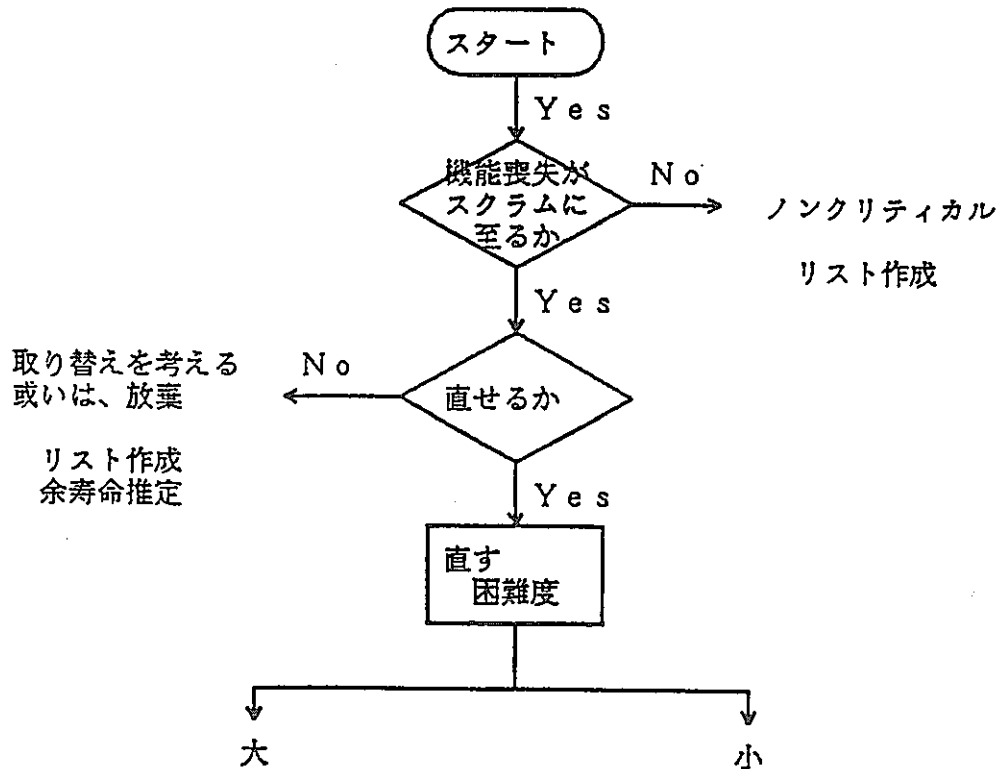 スタート
Yes
機能喪失が
スクラムに
至るか
No
ノンクリティカル
リスト作成
Yes
取り替えを考える
或いは、放棄
No
直せるか
リスト作成
余寿命推定
Yes
直す
困難度
大
小